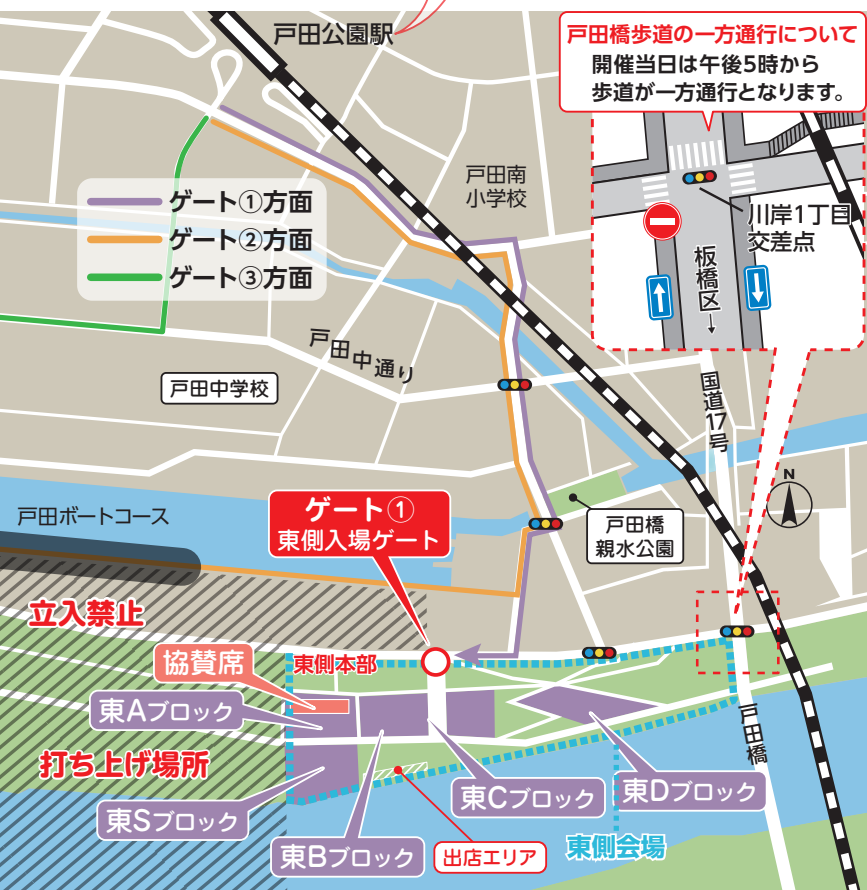 戸田公園駅
戸田橋歩道の一方通行について
開催当日は午後5時から
歩道が一方通行となります。
戸田南
小学校
ゲート①方面
ゲート②方面
ゲート③方面
川岸1丁目
交差点
板橋区→
戸田中通り
戸田中学校
国道17号
N
戸田ボートコース
ゲート①
東側入場ゲート
戸田橋
親水公園
立入禁止
協賛席
東側本部
東Aブロック
打ち上げ場所
戸田橋
東Sブロック
東Cブロック
東Dブロック
東Bブロック
出店エリア
東側会場